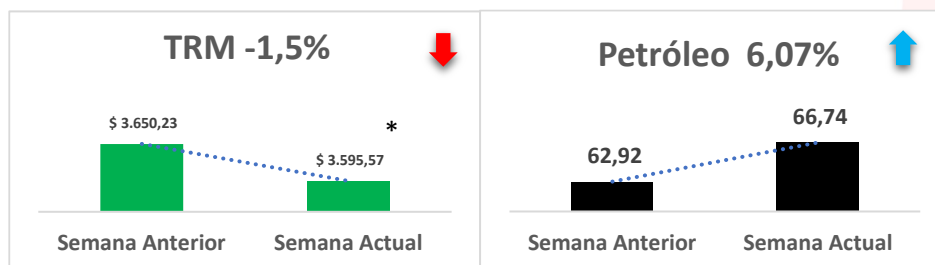 TRM -1,5%
$ 3.650,23
*
$ 3.595,57
Semana Anterior Semana Actual
Petróleo 6,07%
66,74
62,92
Semana Anterior Semana Actual